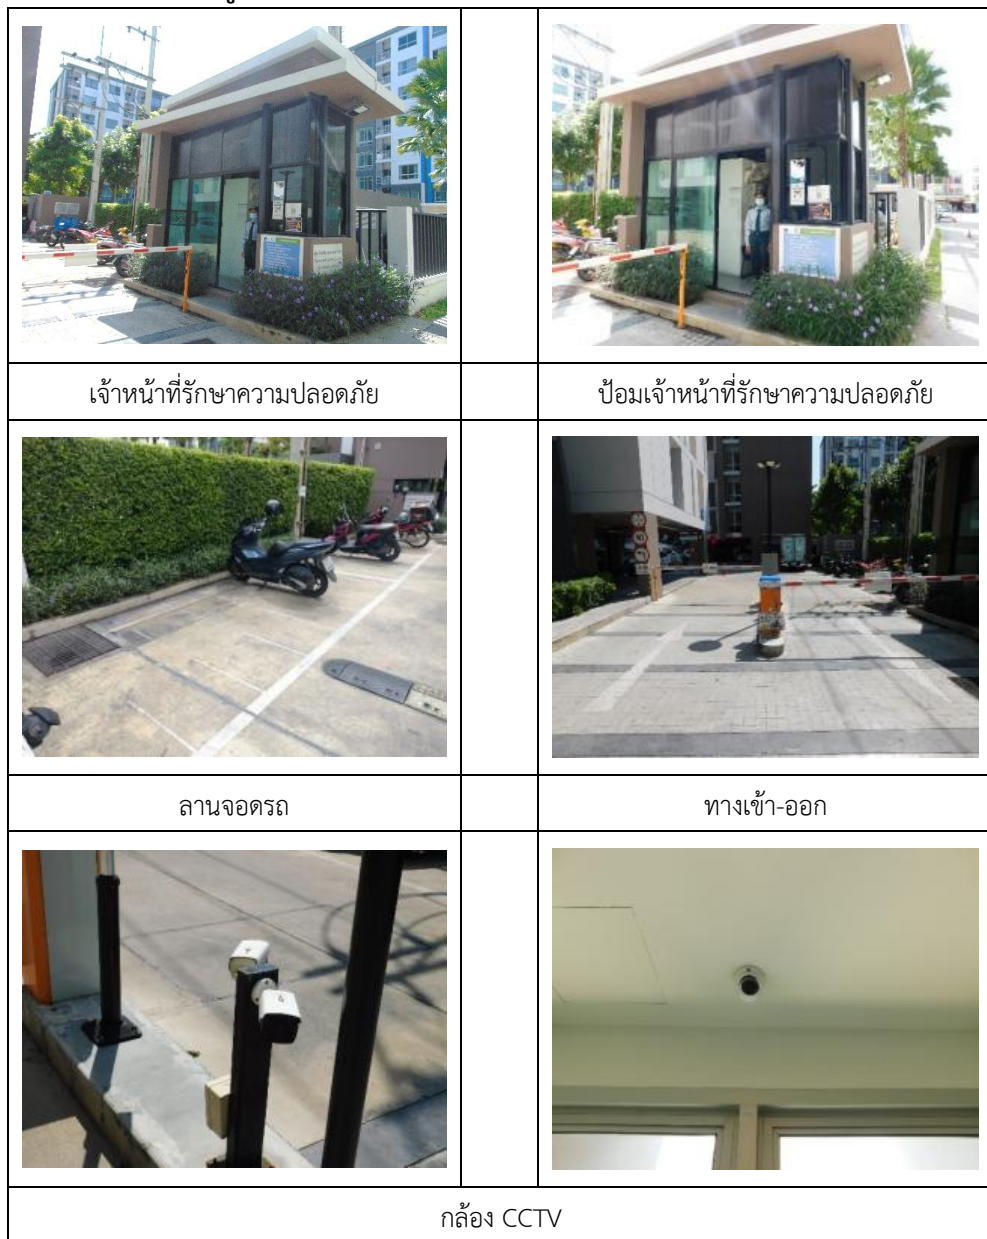 เจ้าหน้าที่รักษาความปลอดภัย
ป้อมเจ้าหน้าที่รักษาความปลอดภัย
ลานจอดรถ
ทางเข้า-ออก
กล้อง CCTV